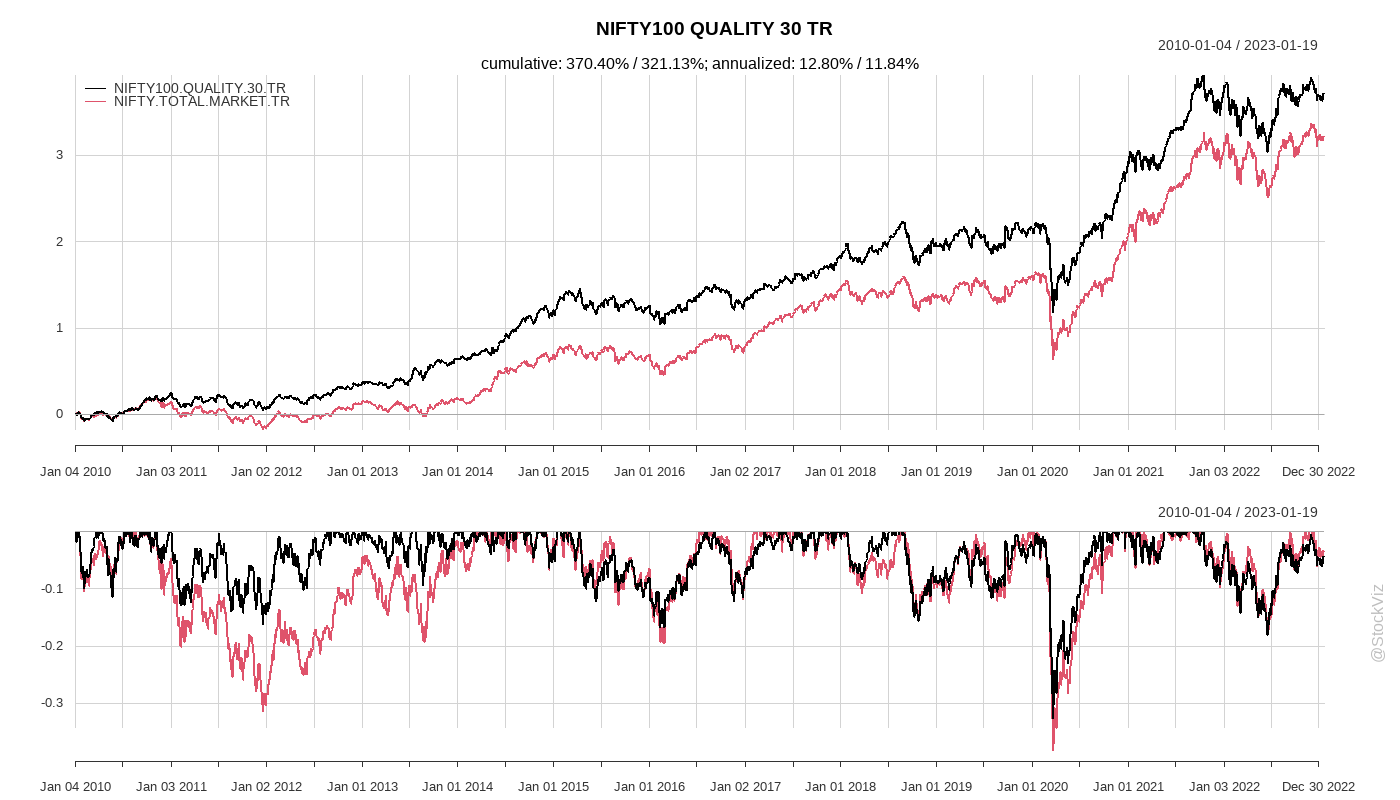 NIFTY100 QUALITY 30 TR
2010-01-04 / 2023-01-19
cumulative: 370.40% / 321.13%; annualized: 12.80% / 11.84%
NIFTY100.QUALITY.30.TR
NIFTY.TOTAL.MARKET.TR
3
2
1
0
Jan 04 2010 Jan 03 2011 Jan 02 2012 Jan 01 2013 Jan 01 2014 Jan 01 2015 Jan 01 2016 Jan 02 2017 Jan 01 2018 Jan 01 2019 Jan 01 2020 Jan 01 2021 Jan 03 2022 Dec 30 2022
2010-01-04 / 2023-01-19
-0.1
-0.2
-0.3
Jan 04 2010 Jan 03 2011 Jan 02 2012 Jan 01 2013 Jan 01 2014 Jan 01 2015 Jan 01 2016 Jan 02 2017 Jan 01 2018 Jan 01 2019 Jan 01 2020 Jan 01 2021 Jan 03 2022 Dec 30 2022
@StockViz